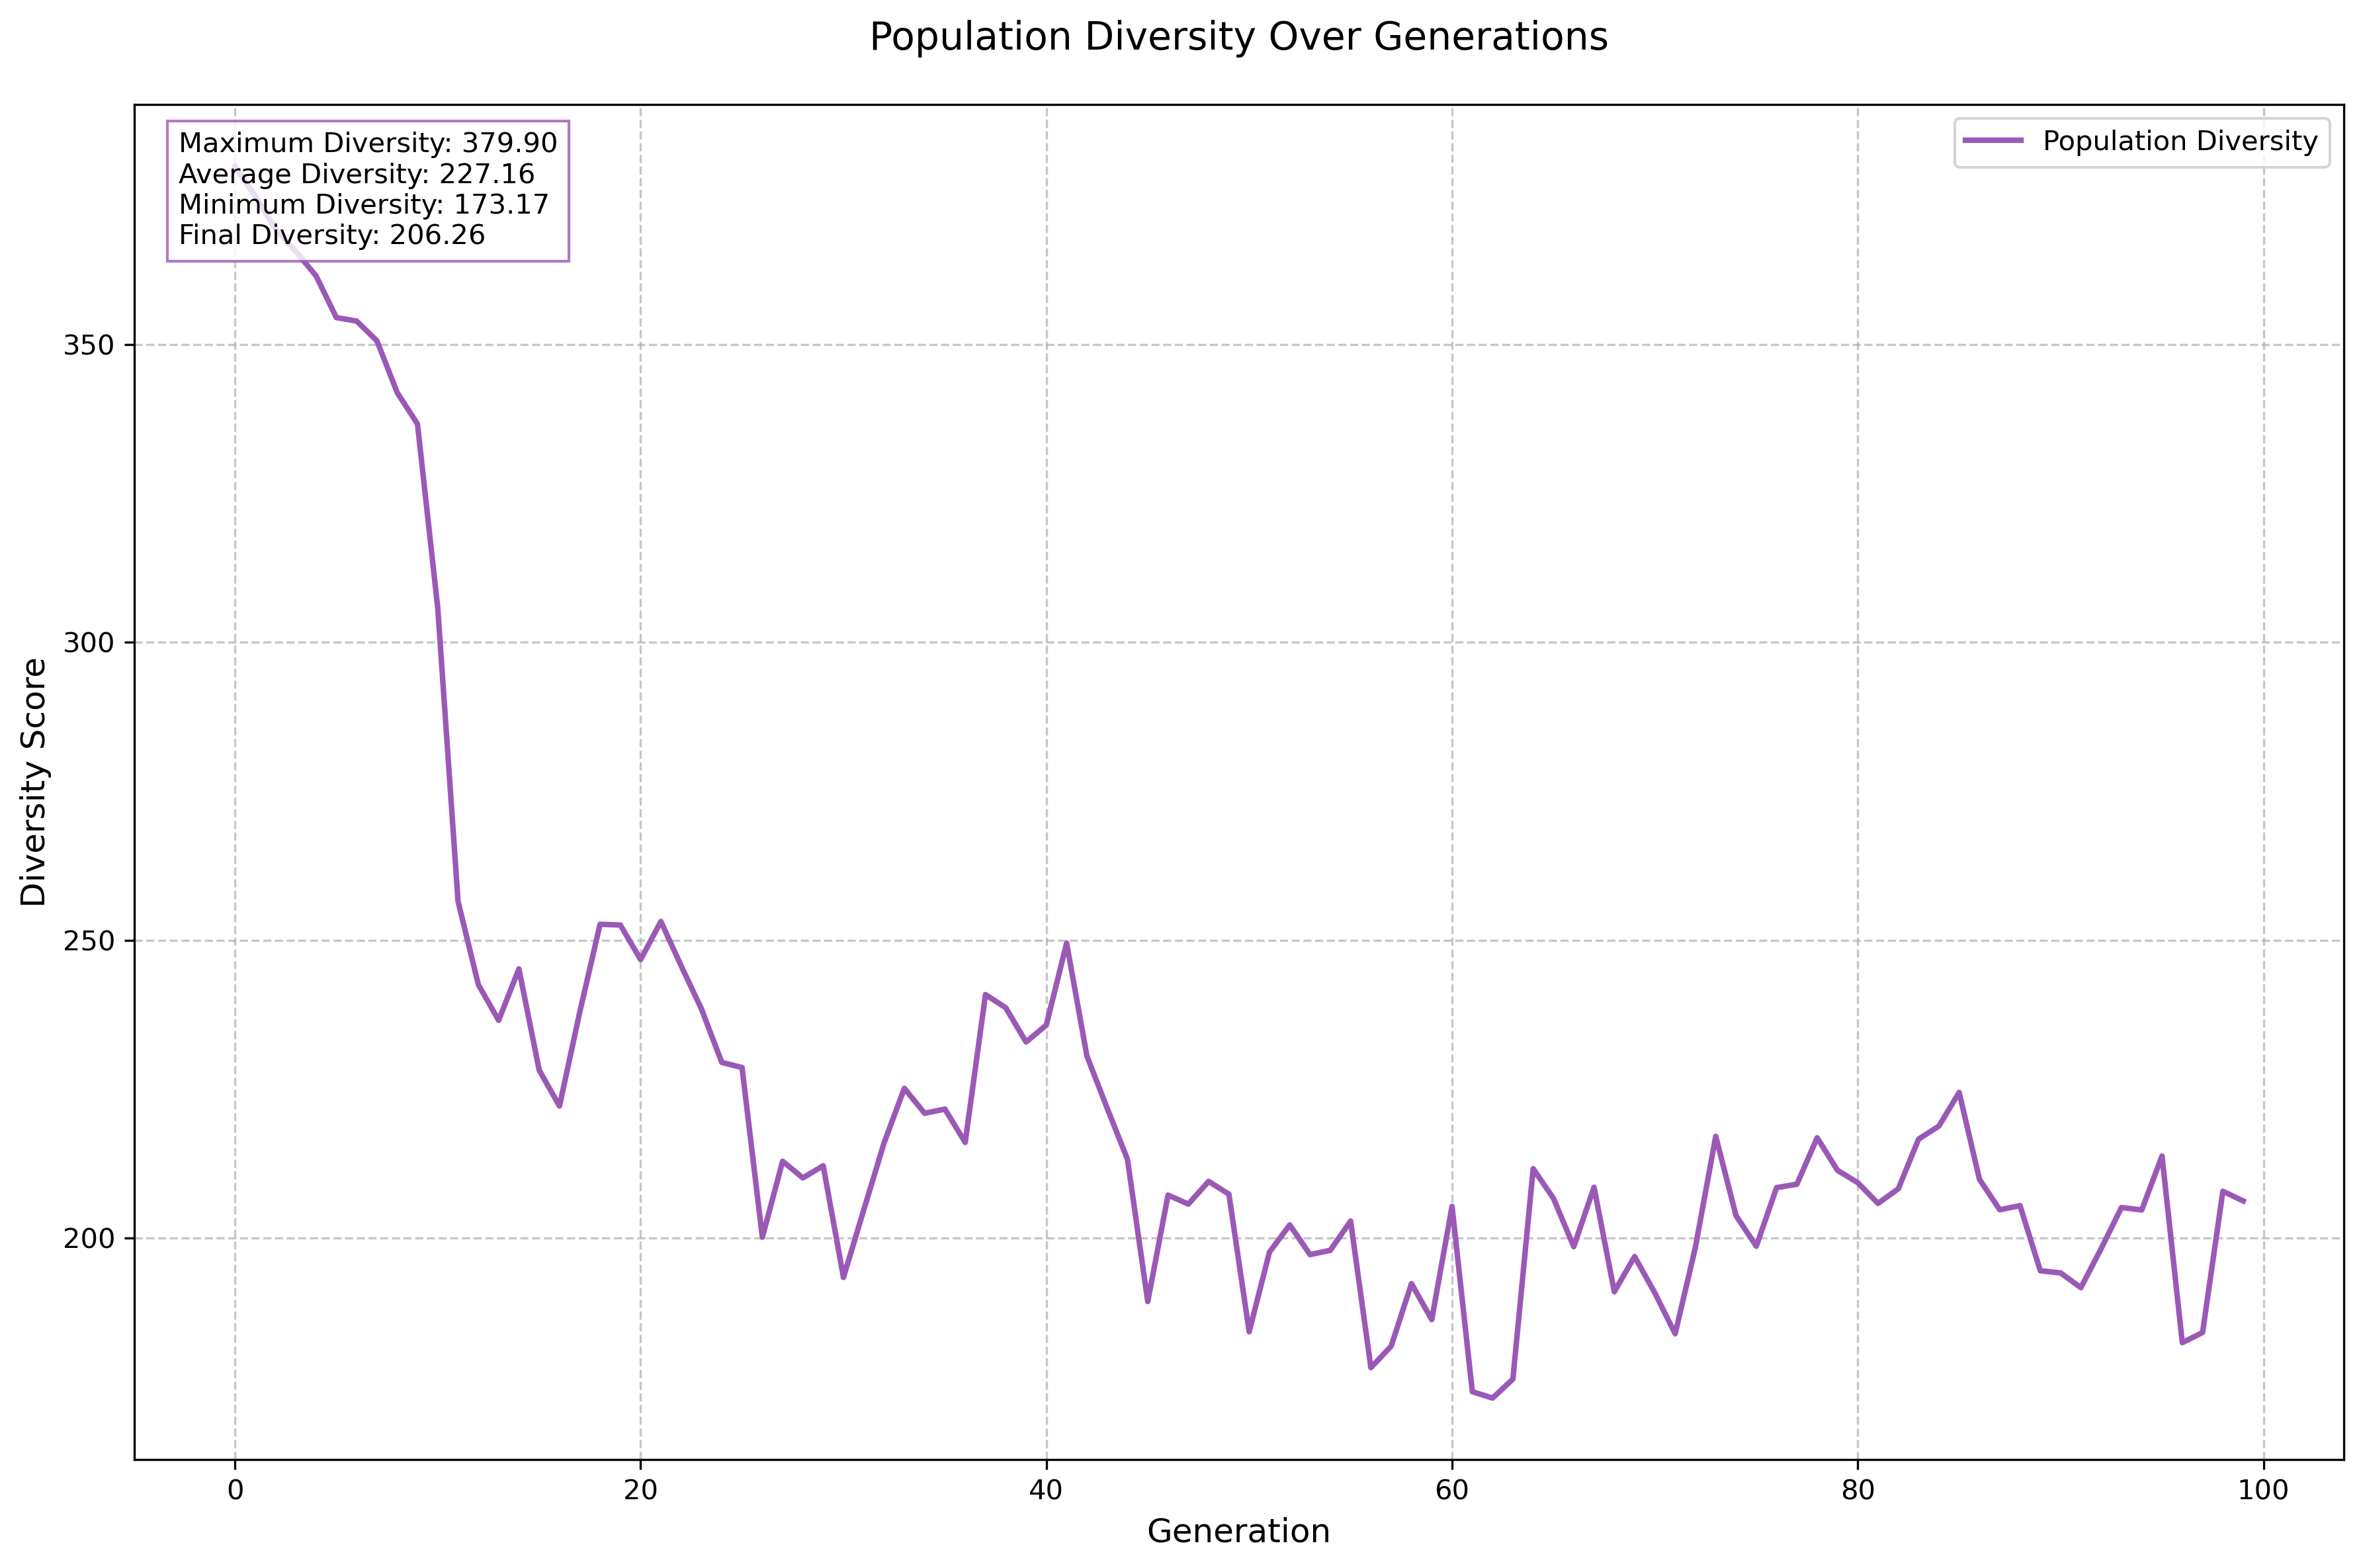 Population Diversity Over Generations
Maximum Diversity: 379.90
Average Diversity: 227.16
Minimum Diversity: 173.17
Final Diversity: 206.26
Population Diversity
350
300
250
200
Diversity Score
0
20
40
60
80
100
Generation